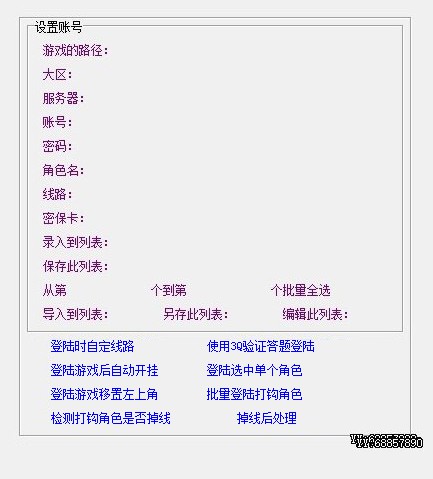 设置账号
游戏的路径:
大区:
服务器:
账号:
密码:
角色名:
线路:
密保卡:
录入到列表:
保存此列表:
从第 个到第 个批量全选
导入到列表: 另存此列表: 编辑此列表:
登陆时自定线路 使用3Q验证答题登陆
登陆游戏后自动开挂 登陆选中单个角色
登陆游戏移置左上角 批量登陆打钩角色
检测打钩角色是否掉线 掉线后处理
YY:68857890